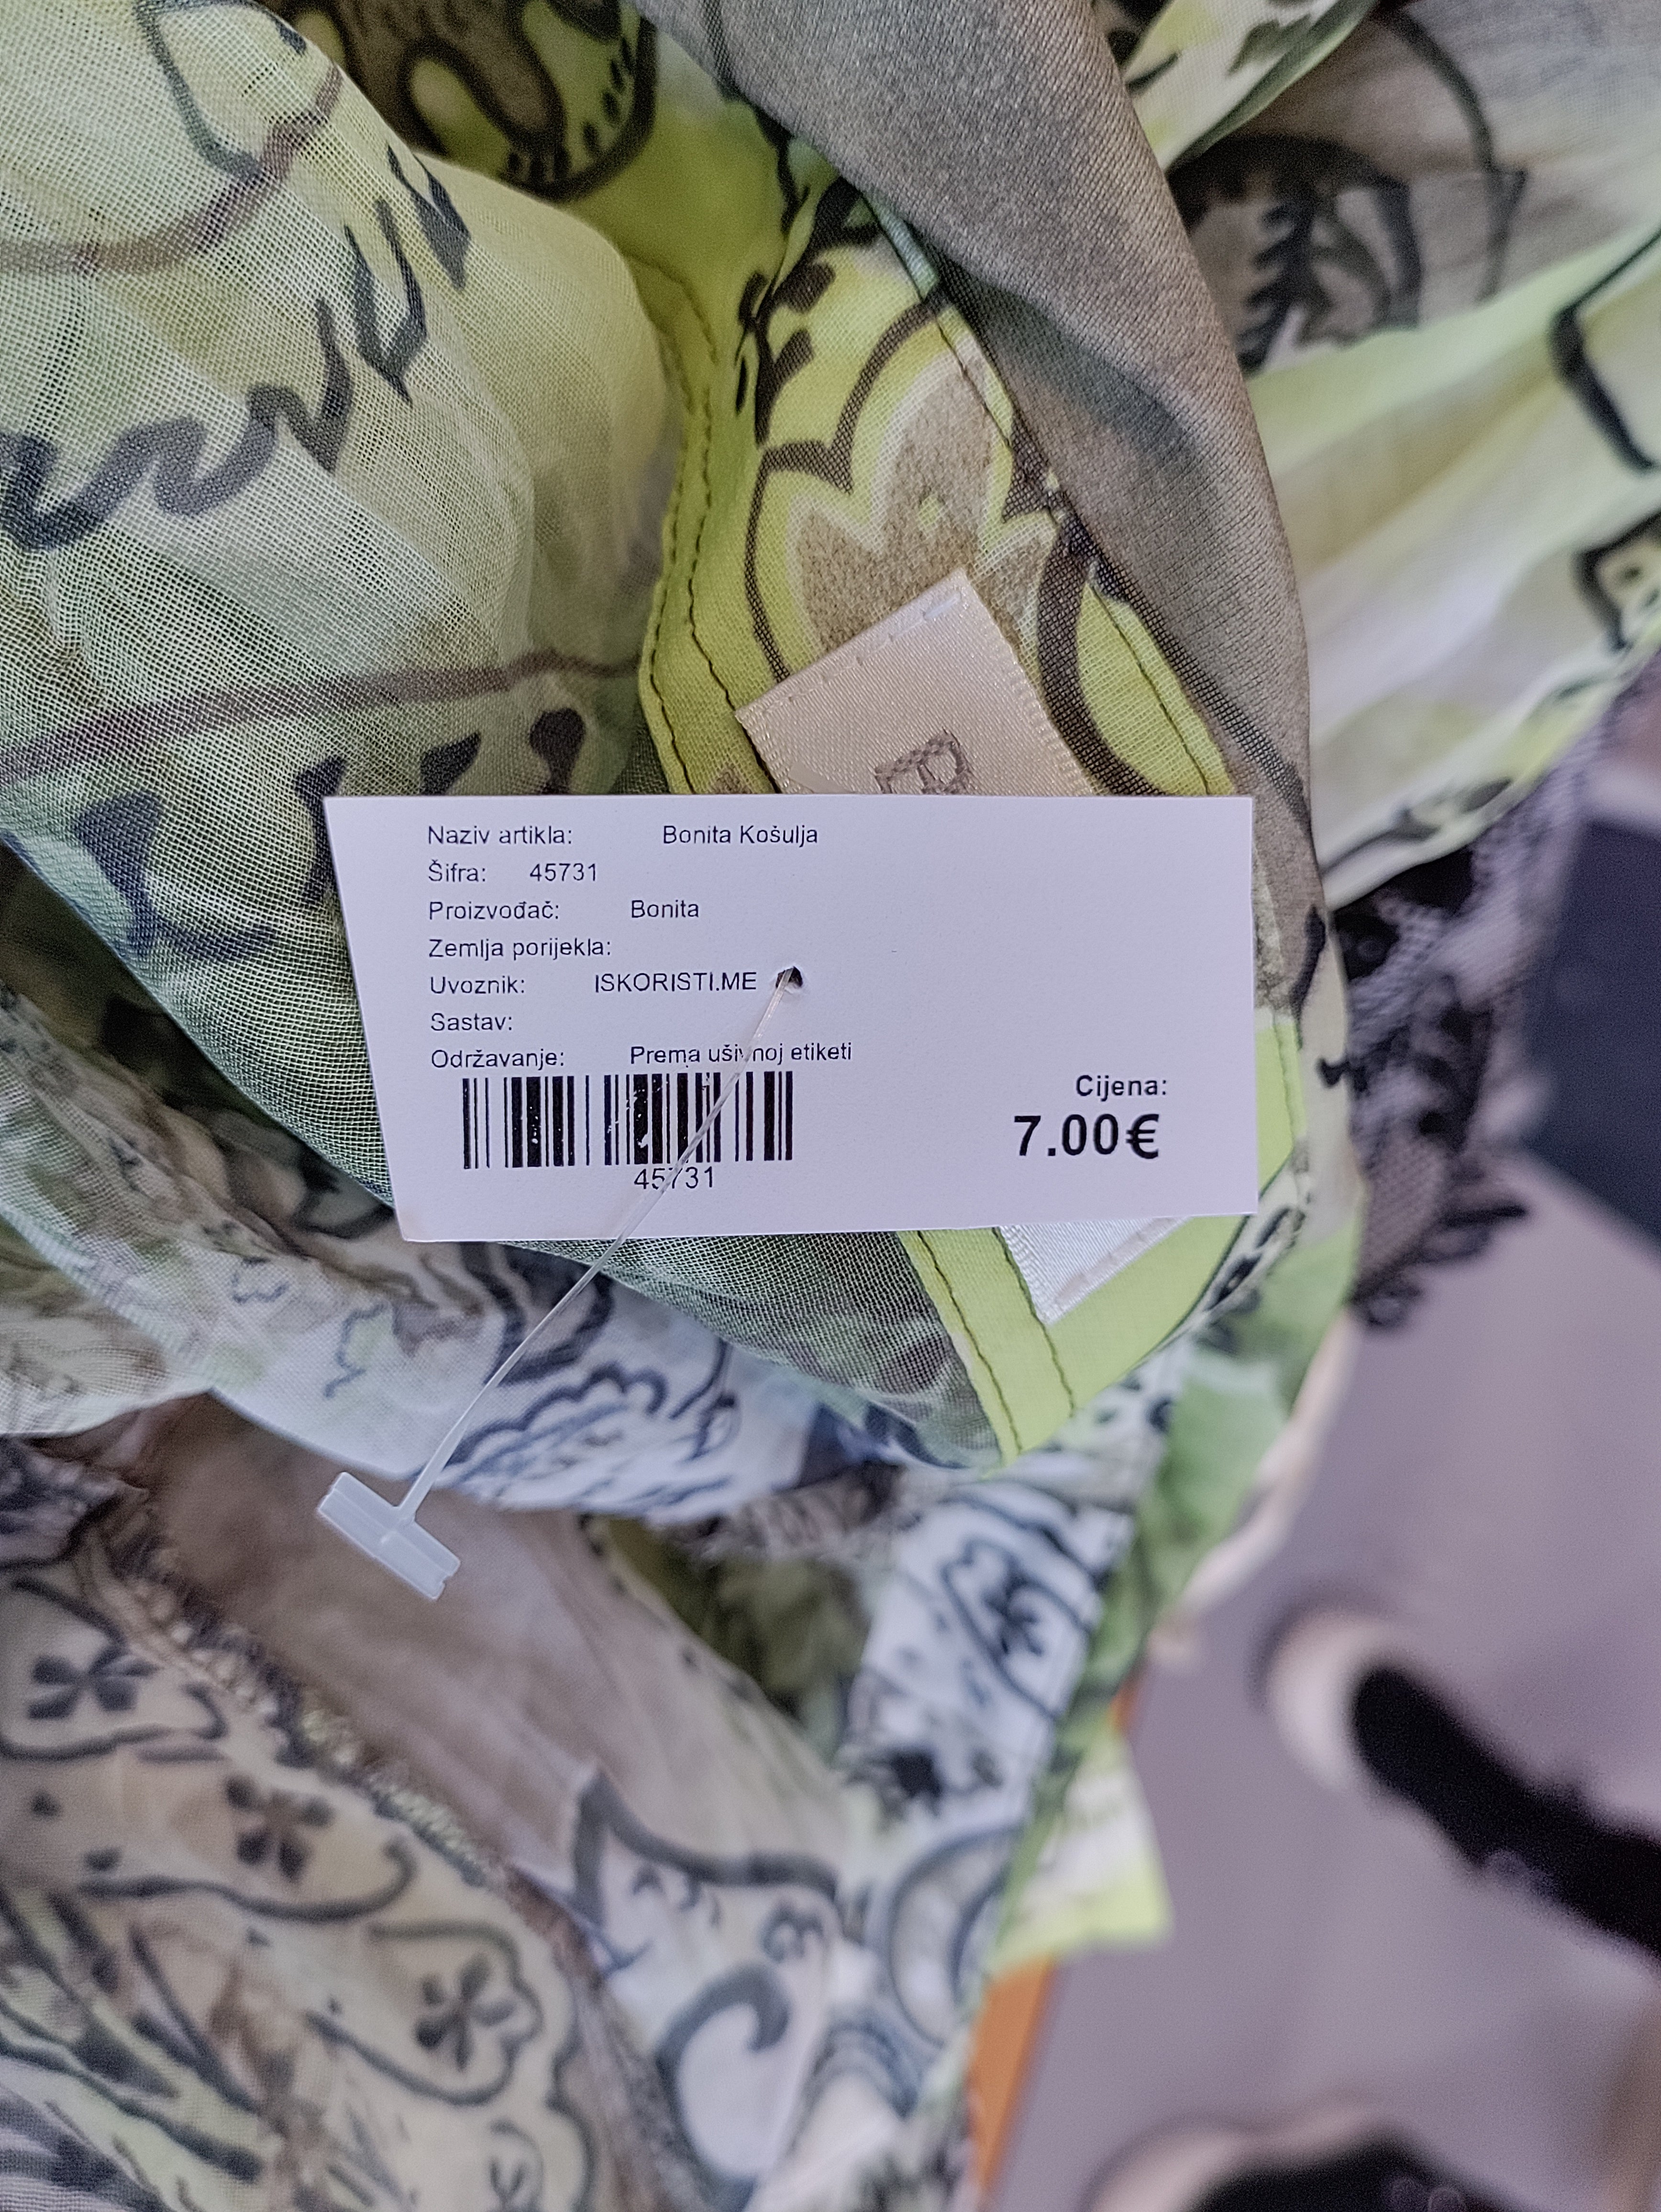 Naziv artikla: Bonita Košulja
Šifra: 45731
Proizvođač: Bonita
Zemlja porijekla:
Uvoznik: ISKORISTI.ME
Sastav:
Održavanje: Prema ušivnoj etiketi
45731
Cijena:
7.00€